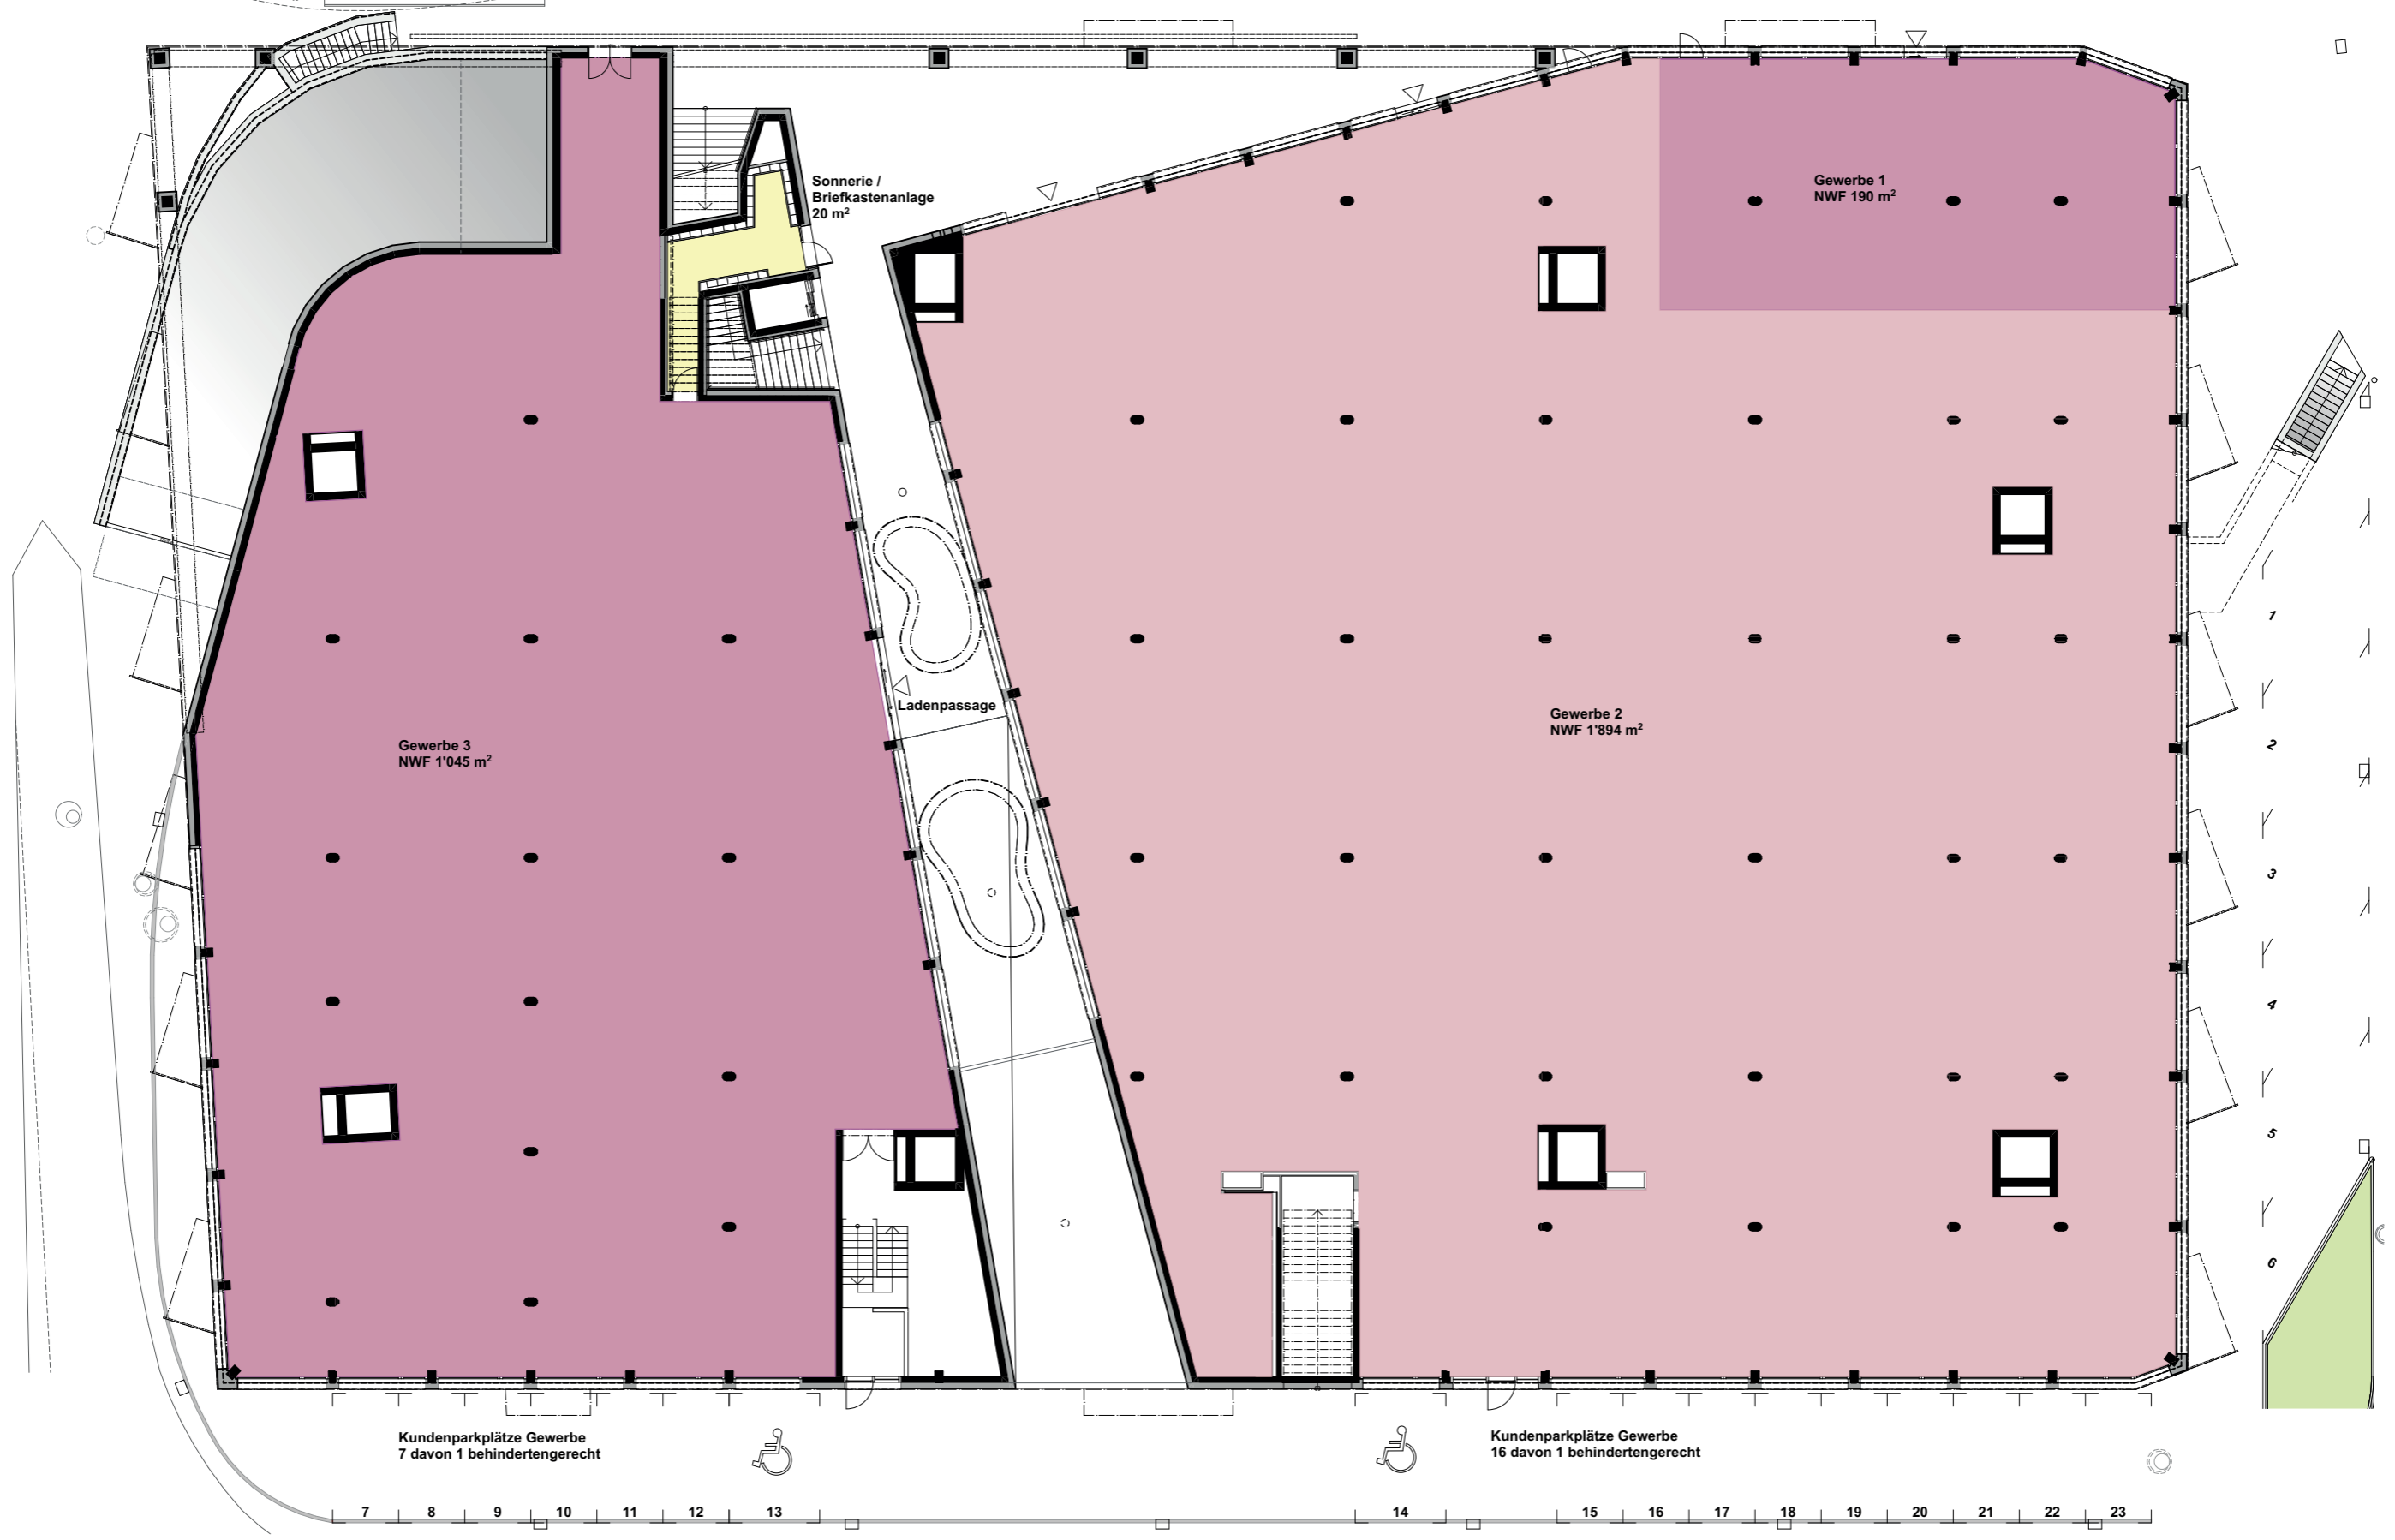 Sonnerie /
Briefkastenanlage
20 m²
Gewerbe 1
NWF 190 m²
Ladenpassage
Gewerbe 2
NWF 1'894 m²
Gewerbe 3
NWF 1'045 m²
1
2
3
4
5
6
Kundenparkplätze Gewerbe
7 davon 1 behindertengerecht
Kundenparkplätze Gewerbe
16 davon 1 behindertengerecht
7 8 9 10 11 12 13 14 15 16 17 18 19 20 21 22 23